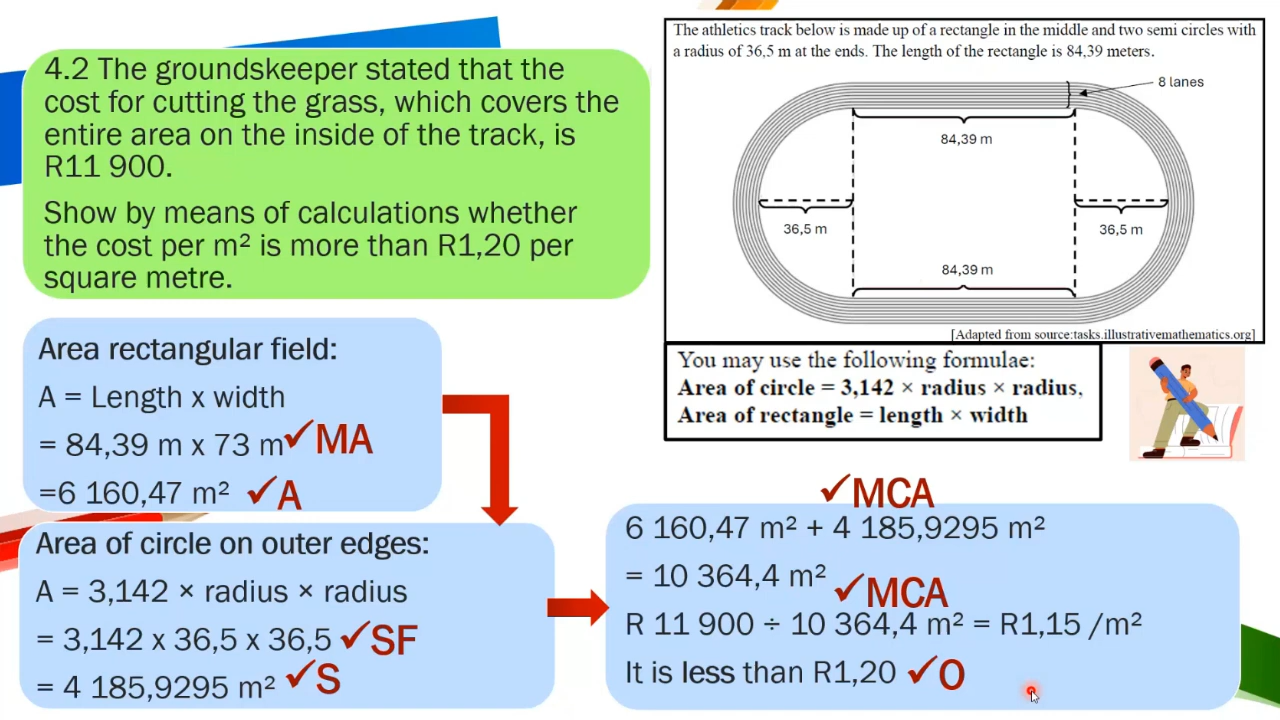 4.2 The groundskeeper stated that the
cost for cutting the grass, which covers the
entire area on the inside of the track, is
R11 900.
Show by means of calculations whether
the cost per m² is more than R1,20 per
square metre.
The athletics track below is made up of a rectangle in the middle and two semi circles with
a radius of 36,5 m at the ends. The length of the rectangle is 84,39 meters.
8 lanes
84,39 m
36,5 m
36,5 m
84,39 m
[Adapted from source:tasks.illustrativemathematics.org]
You may use the following formulae:
Area of circle = 3,142 × radius × radius,
Area of rectangle = length × width
Area rectangular field:
A = Length x width
= 84,39 m x 73 m ✓MA
=6 160,47 m² ✓A
Area of circle on outer edges:
A = 3,142 × radius × radius
= 3,142 x 36,5 x 36,5 ✓SF
= 4 185,9295 m² ✓S
✓MCA
6 160,47 m² + 4 185,9295 m²
= 10 364,4 m² ✓MCA
R 11 900 ÷ 10 364,4 m² = R1,15 /m²
It is less than R1,20 ✓O